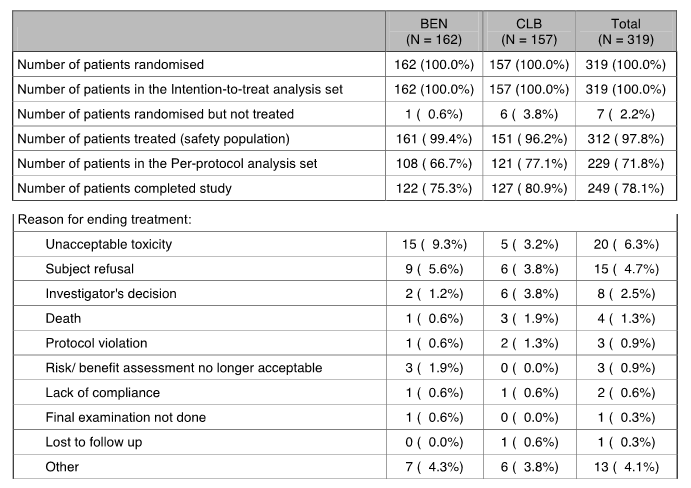 BEN CLB Total
(N = 162) (N = 157) (N = 319)
Number of patients randomised 162 (100.0%) 157 (100.0%) 319 (100.0%)
Number of patients in the Intention-to-treat analysis set 162 (100.0%) 157 (100.0%) 319 (100.0%)
Number of patients randomised but not treated 1 ( 0.6%) 6 ( 3.8%) 7 ( 2.2%)
Number of patients treated (safety population) 161 ( 99.4%) 151 ( 96.2%) 312 ( 97.8%)
Number of patients in the Per-protocol analysis set 108 ( 66.7%) 121 ( 77.1%) 229 ( 71.8%)
Number of patients completed study 122 ( 75.3%) 127 ( 80.9%) 249 ( 78.1%)
Reason for ending treatment:
Unacceptable toxicity 15 ( 9.3%) 5 ( 3.2%) 20 ( 6.3%)
Subject refusal 9 ( 5.6%) 6 ( 3.8%) 15 ( 4.7%)
Investigator's decision 2 ( 1.2%) 6 ( 3.8%) 8 ( 2.5%)
Death 1 ( 0.6%) 3 ( 1.9%) 4 ( 1.3%)
Protocol violation 1 ( 0.6%) 2 ( 1.3%) 3 ( 0.9%)
Risk/ benefit assessment no longer acceptable 3 ( 1.9%) 0 ( 0.0%) 3 ( 0.9%)
Lack of compliance 1 ( 0.6%) 1 ( 0.6%) 2 ( 0.6%)
Final examination not done 1 ( 0.6%) 0 ( 0.0%) 1 ( 0.3%)
Lost to follow up 0 ( 0.0%) 1 ( 0.6%) 1 ( 0.3%)
Other 7 ( 4.3%) 6 ( 3.8%) 13 ( 4.1%)